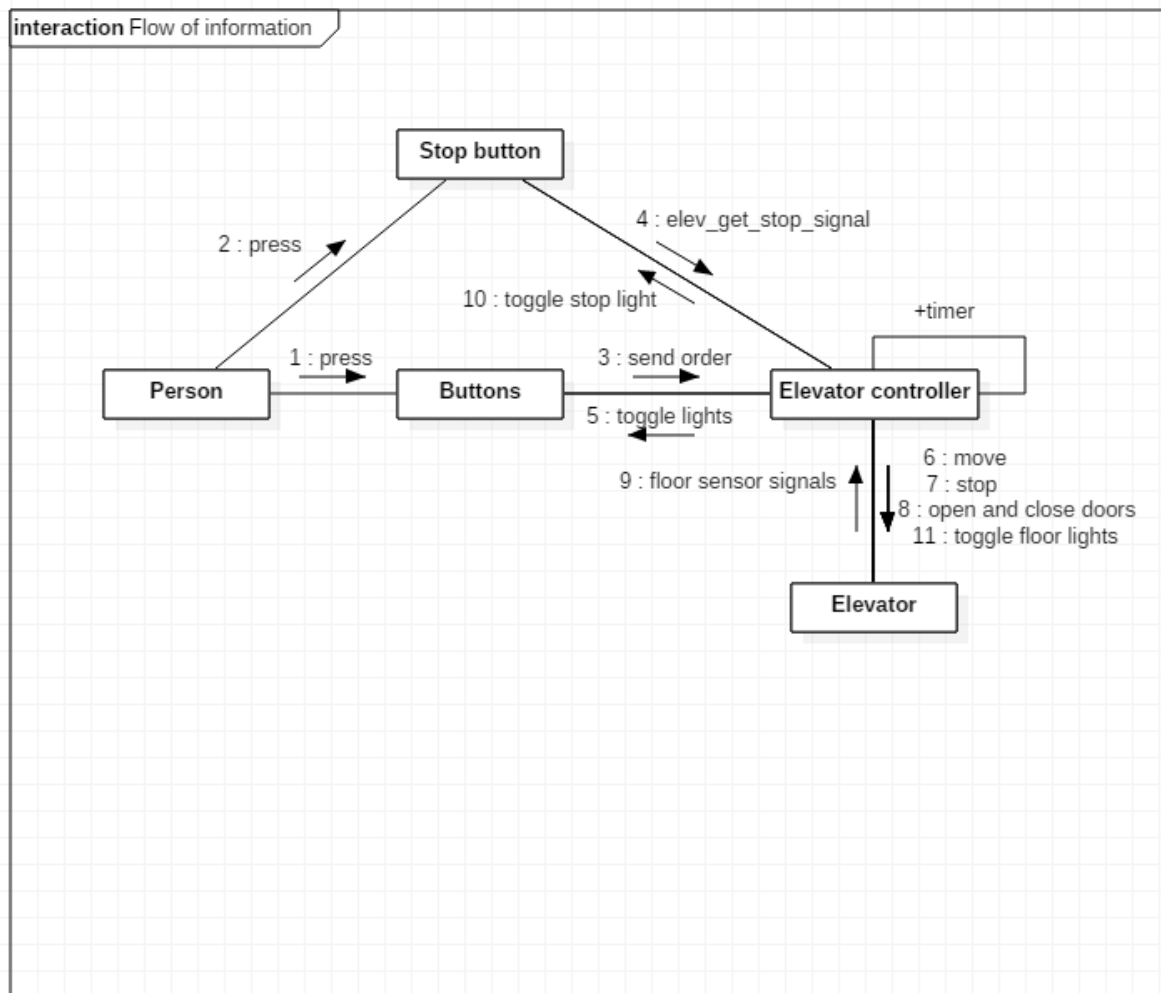 interaction Flow of information
Stop button
4 : elev_get_stop_signal
2 : press
10 : toggle stop light
+timer
1 : press
3 : send order
Person
Buttons
Elevator controller
5 : toggle lights
6 : move
9 : floor sensor signals
7 : stop
8 : open and close doors
11 : toggle floor lights
Elevator